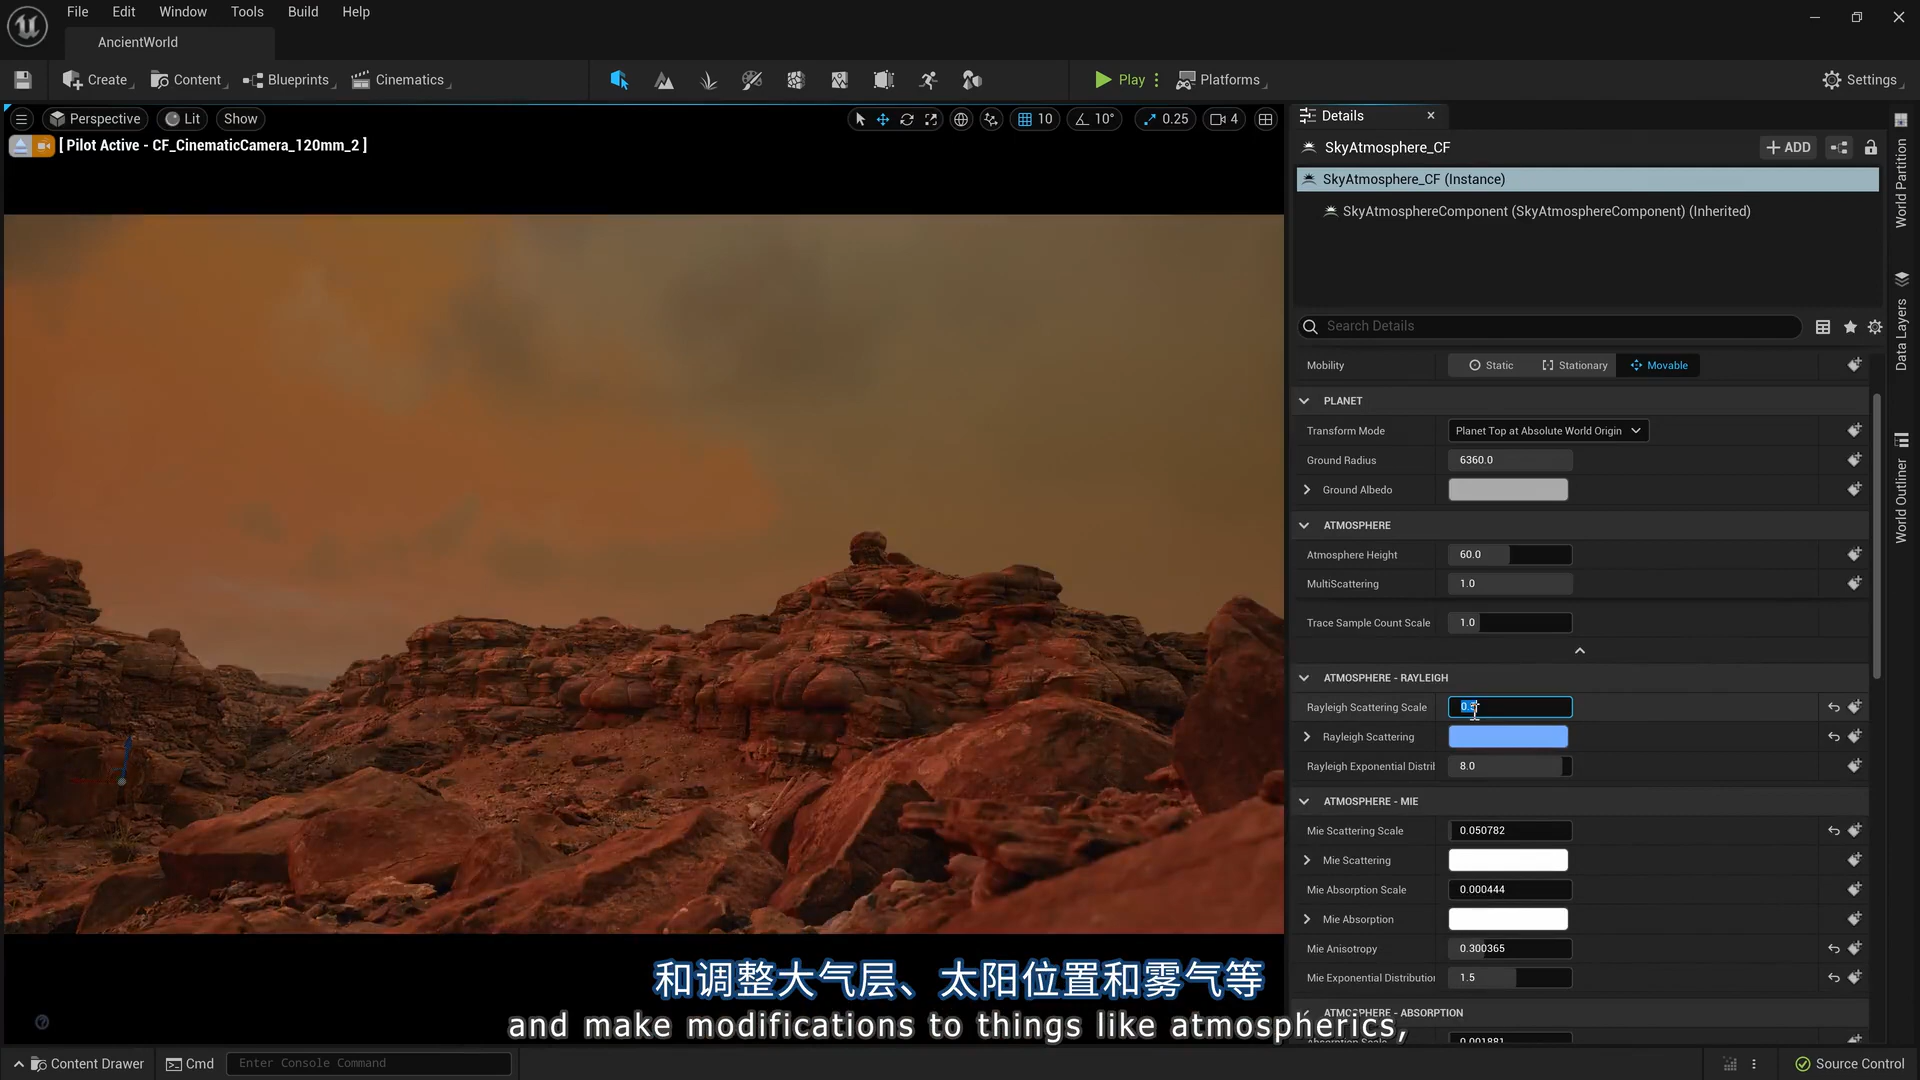 File Edit Window Tools Build Help
AncientWorld
Create Content Blueprints Cinematics Play Platforms Settings
Perspective Lit Show 10 10° 0.25 4
[ Pilot Active - CF_CinematicCamera_120mm_2 ]
Details
SkyAtmosphere_CF ADD
SkyAtmosphere_CF (Instance)
SkyAtmosphereComponent (SkyAtmosphereComponent) (Inherited)
Search Details
Mobility Static Stationary Movable
PLANET
Transform Mode Planet Top at Absolute World Origin
Ground Radius 6360.0
Ground Albedo
ATMOSPHERE
Atmosphere Height 60.0
MultiScattering 1.0
Trace Sample Count Scale 1.0
ATMOSPHERE - RAYLEIGH
Rayleigh Scattering Scale
Rayleigh Scattering
Rayleigh Exponential Distrib 8.0
ATMOSPHERE - MIE
Mie Scattering Scale 0.050782
Mie Scattering
Mie Absorption Scale 0.000444
Mie Absorption
Mie Anisotropy 0.300365
Mie Exponential Distribution 1.5
ATMOSPHERE - ABSORPTION
World Partition
Data Layers
World Outliner
和调整大气层、太阳位置和雾气等
and make modifications to things like atmospherics,
Content Drawer Cmd Enter Console Command Source Control